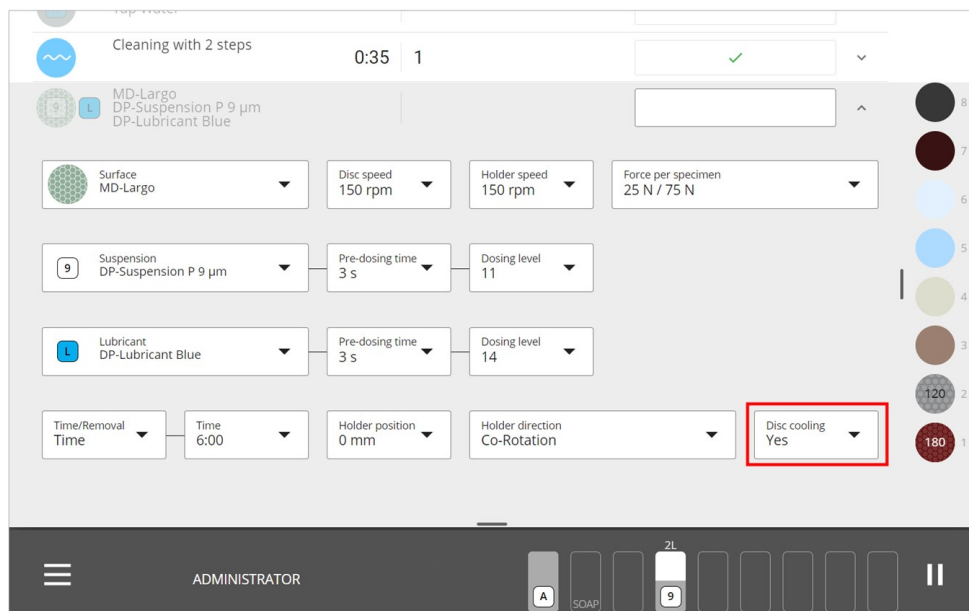 Tap Water
Cleaning with 2 steps
0:35 1
MD-Largo
9 L DP-Suspension P 9 µm
DP-Lubricant Blue
8
Surface
MD-Largo
Disc speed
150 rpm
Holder speed
150 rpm
Force per specimen
25 N / 75 N
7
6
9
Suspension
DP-Suspension P 9 µm
Pre-dosing time
3 s
Dosing level
11
5
4
L
Lubricant
DP-Lubricant Blue
Pre-dosing time
3 s
Dosing level
14
3
120 2
Time/Removal
Time
Time
6:00
Holder position
0 mm
Holder direction
Co-Rotation
Disc cooling
Yes
180 1
ADMINISTRATOR
A
SOAP
2L
9